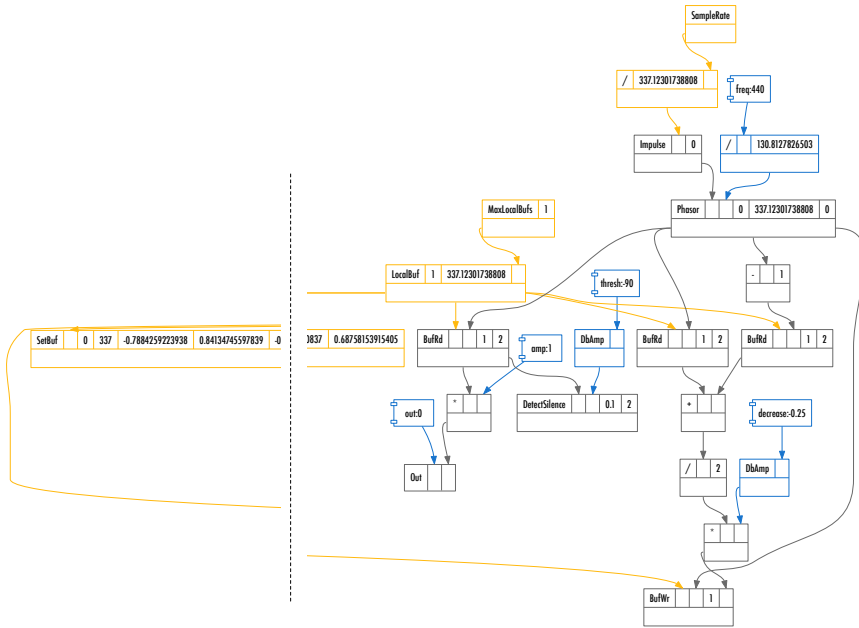 SampleRate
/ 337.12301738808
freq:440
Impulse 0
/ 130.8127826503
MaxLocalBufs 1
Phasor 0 337.12301738808 0
LocalBuf 1 337.12301738808
thresh:-90
- 1
SetBuf 0 337 -0.7884259223938 0.84134745597839 -0
0837 0.68758153915405
BufRd 1 2
DbAmp
BufRd 1 2
BufRd 1 2
amp:1
out:0
*
DetectSilence 0.1 2
+
decrease:-0.25
Out
/ 2
DbAmp
*
BufWr 1